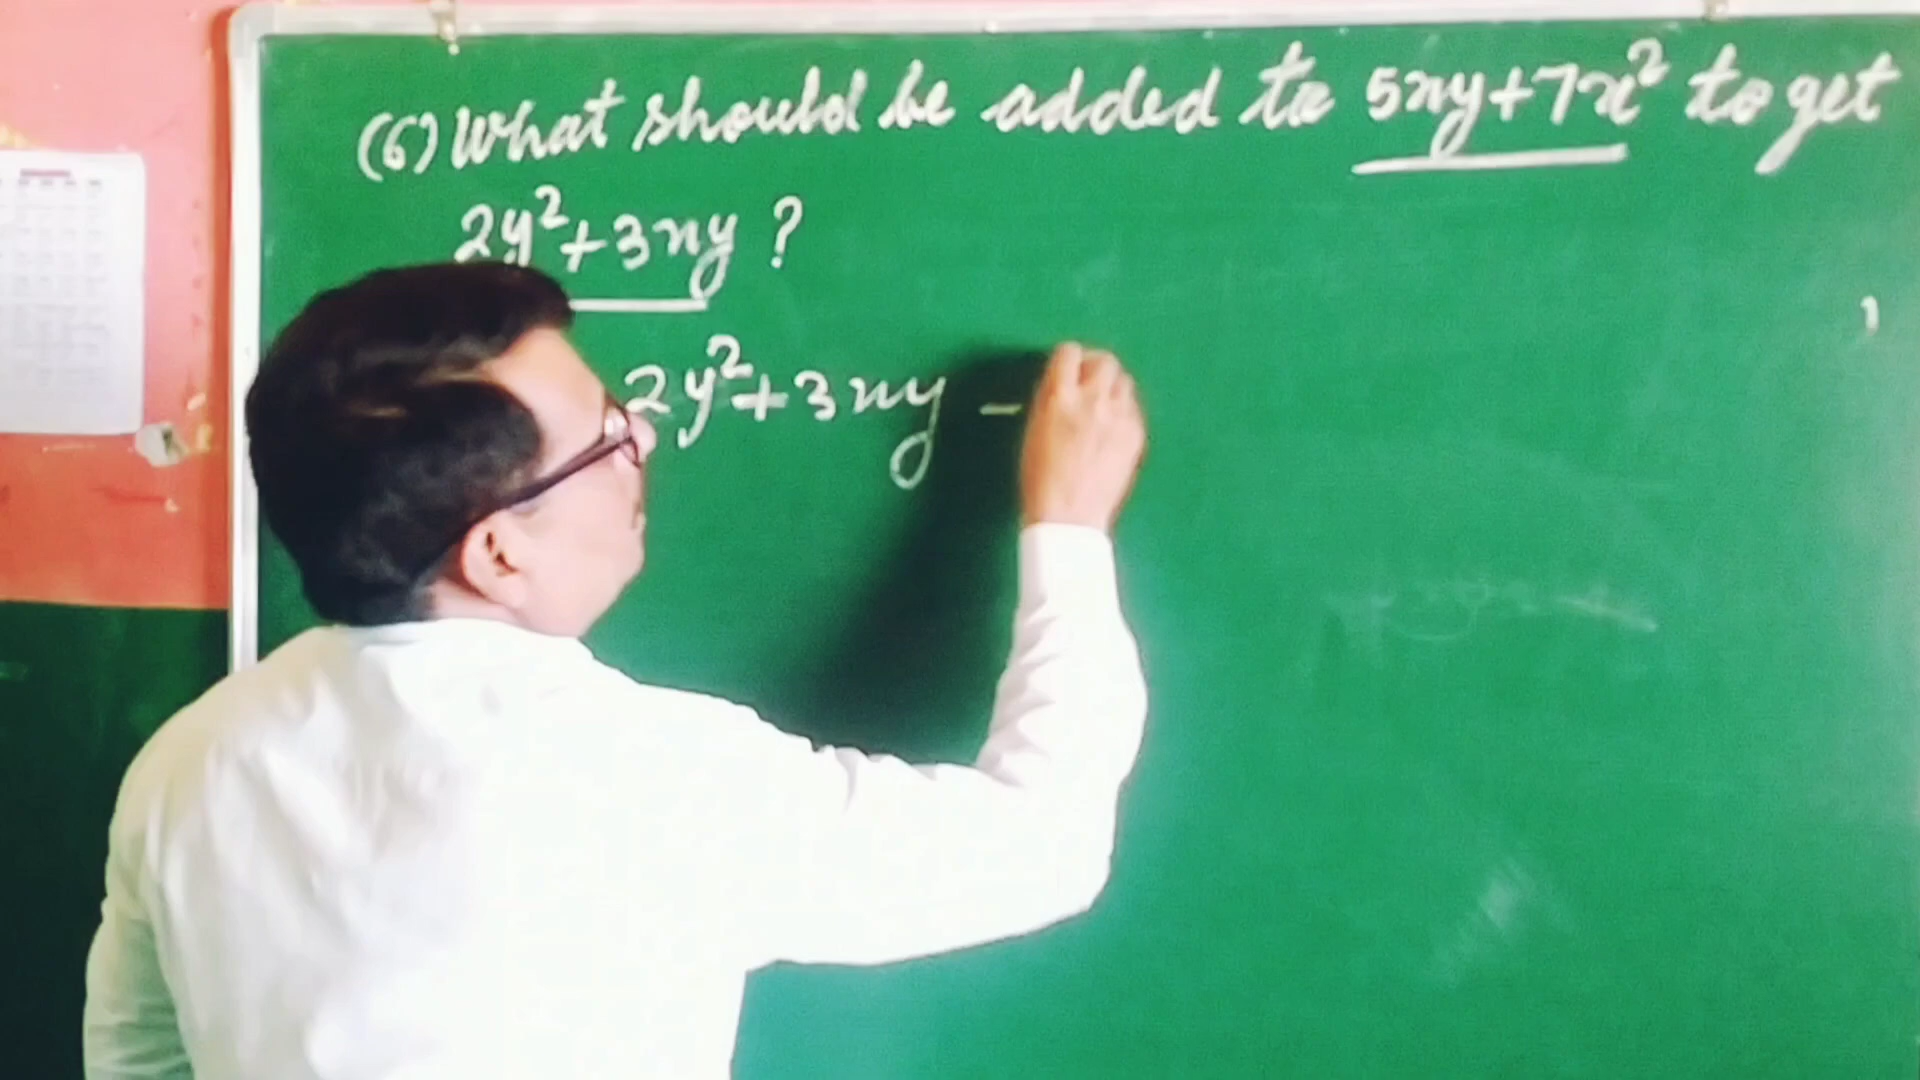 (6) What should be added to 5xy+7x² to get
2y²+3xy ?
2y²+3xy −